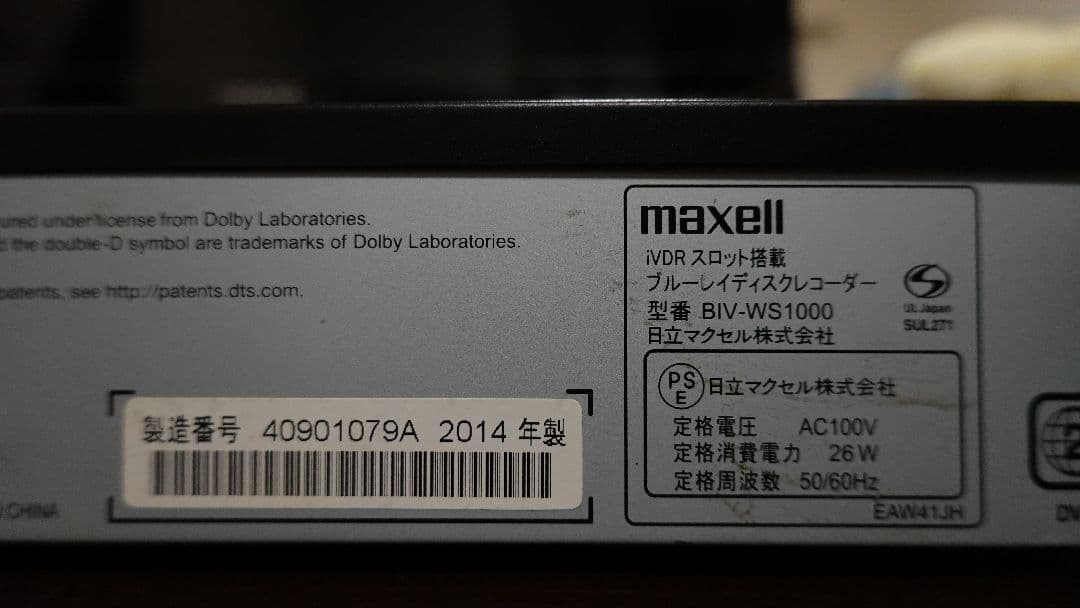 under license from Dolby Laboratories.
the double-D symbol are trademarks of Dolby Laboratories.
patents, see http://patents.dts.com.
製造番号 40901079A 2014 年製
CHINA
maxell
iVDR スロット搭載
ブルーレイディスクレコーダー
型番 BIV-WS1000
日立マクセル株式会社
UL Japan
SUL271
PS
E
日立マクセル株式会社
定格電圧 AC100V
定格消費電力 26W
定格周波数 50/60Hz
EAW41JH
2